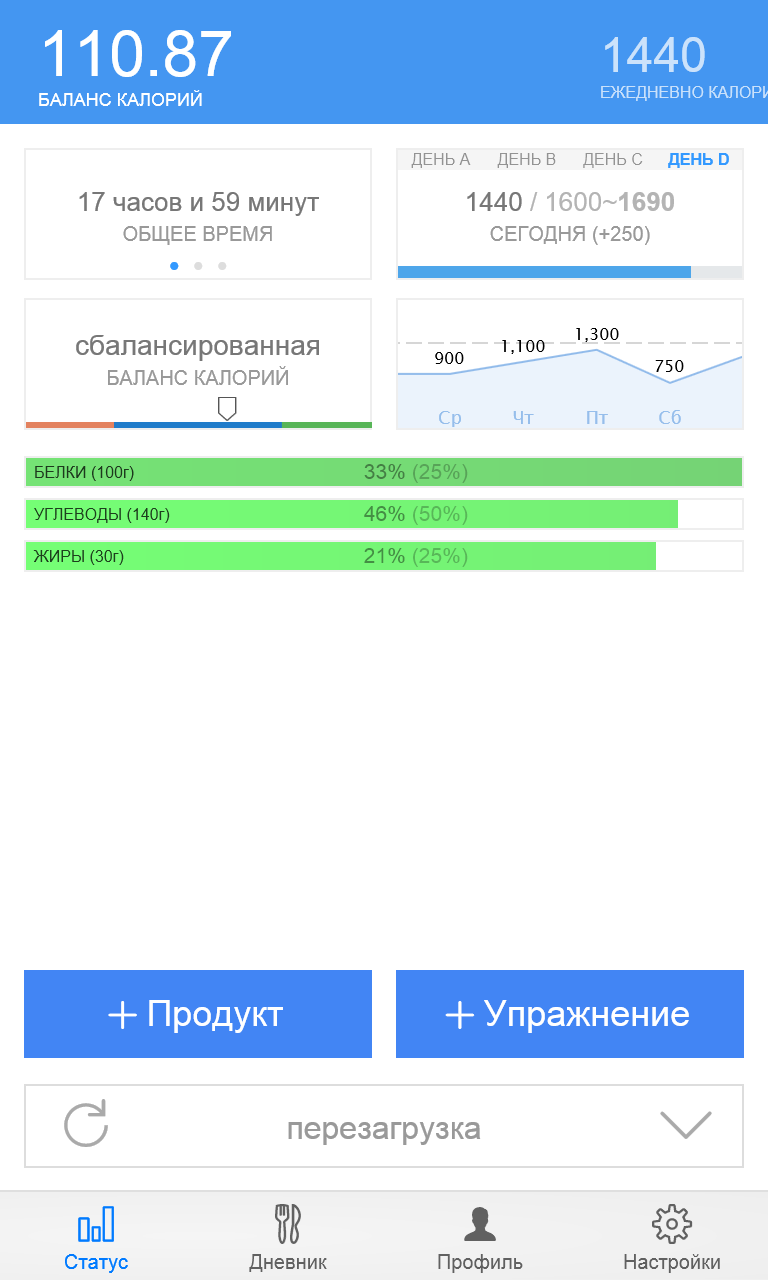 110.87
БАЛАНС КАЛОРИЙ
1440
ЕЖЕДНЕВНО КАЛОРИ
17 часов и 59 минут
ОБЩЕЕ ВРЕМЯ
ДЕНЬ A ДЕНЬ B ДЕНЬ C ДЕНЬ D
1440 / 1600~1690
СЕГОДНЯ (+250)
сбалансированная
БАЛАНС КАЛОРИЙ
900 1,100 1,300 750
Ср Чт Пт Сб
БЕЛКИ (100г) 33% (25%)
УГЛЕВОДЫ (140г) 46% (50%)
ЖИРЫ (30г) 21% (25%)
+ Продукт
+ Упражнение
перезагрузка
Статус Дневник Профиль Настройки